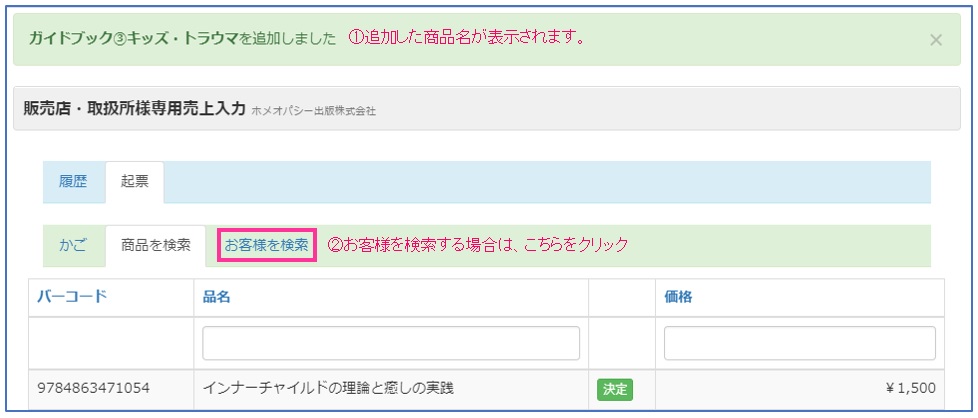 ガイドブック③キッズ・トラウマを追加しました ①追加した商品名が表示されます。 ×
販売店・取扱所様専用売上入力 ホメオパシー出版株式会社
履歴 起票
かご 商品を検索 お客様を検索 ②お客様を検索する場合は、こちらをクリック
バーコード 品名 価格
9784863471054 インナーチャイルドの理論と癒しの実践 決定 ¥1,500